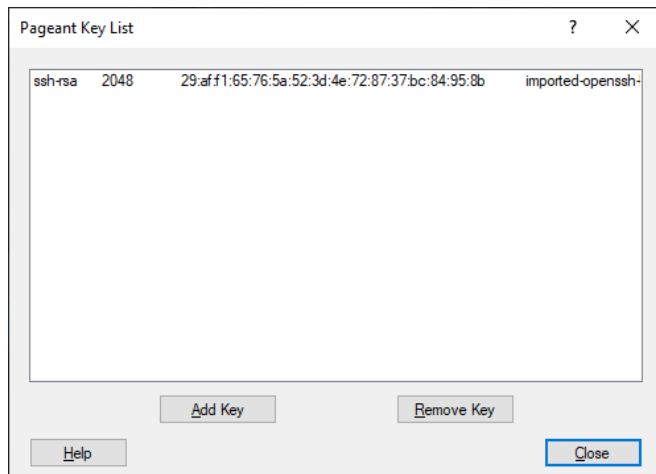 Pageant Key List
ssh-rsa 2048 29:af:f1:65:76:5a:52:3d:4e:72:87:37:bc:84:95:8b imported-openssh-
Add Key Remove Key
Help Close